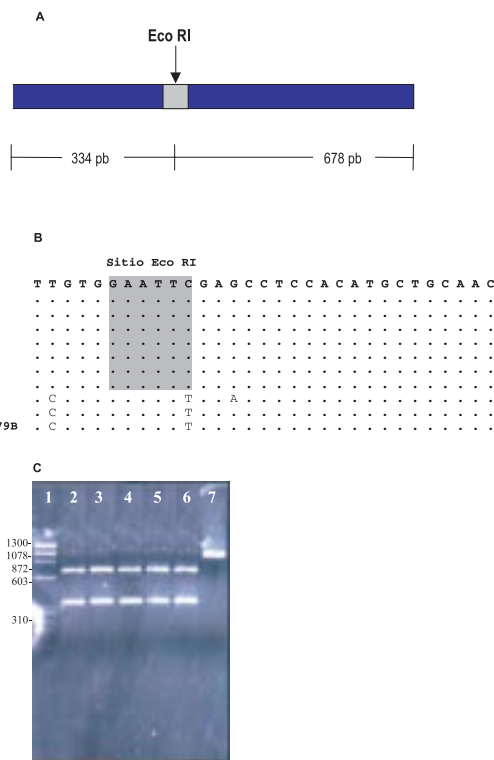 A
Eco RI
334 pb
678 pb
B
Sitio Eco RI
T T G T G G A A T T C G A G C C T C C A C A T G C T G C A A C
. . . . . . . . . . . . . . . . . . . . . . . . . . . . . . .
. . . . . . . . . . . . . . . . . . . . . . . . . . . . . . .
. . . . . . . . . . . . . . . . . . . . . . . . . . . . . . .
. . . . . . . . . . . . . . . . . . . . . . . . . . . . . . .
. . . . . . . . . . . . . . . . . . . . . . . . . . . . . . .
. . . . . . . . . . . . . . . . . . . . . . . . . . . . . . .
. . . . . . . . . . . . . . . . . . . . . . . . . . . . . . .
. C . . . . . . . . T . . A . . . . . . . . . . . . . . . . .
. C . . . . . . . . T . . . . . . . . . . . . . . . . . . . .
79B . C . . . . . . . . T . . . . . . . . . . . . . . . . . . . .
C
1 2 3 4 5 6 7
1300-
1078-
872-
603-
310-